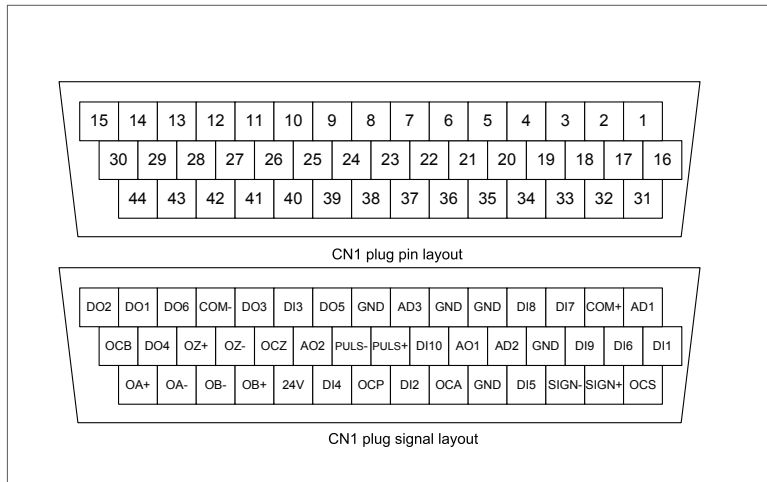 15 14 13 12 11 10 9 8 7 6 5 4 3 2 1
30 29 28 27 26 25 24 23 22 21 20 19 18 17 16
44 43 42 41 40 39 38 37 36 35 34 33 32 31
CN1 plug pin layout
DO2 DO1 DO6 COM- DO3 DI3 DO5 GND AD3 GND GND DI8 DI7 COM+ AD1
OCB DO4 OZ+ OZ- OCZ AO2 PULS- PULS+ DI10 AO1 AD2 GND DI9 DI6 DI1
OA+ OA- OB- OB+ 24V DI4 OCP DI2 OCA GND DI5 SIGN- SIGN+ OCS
CN1 plug signal layout